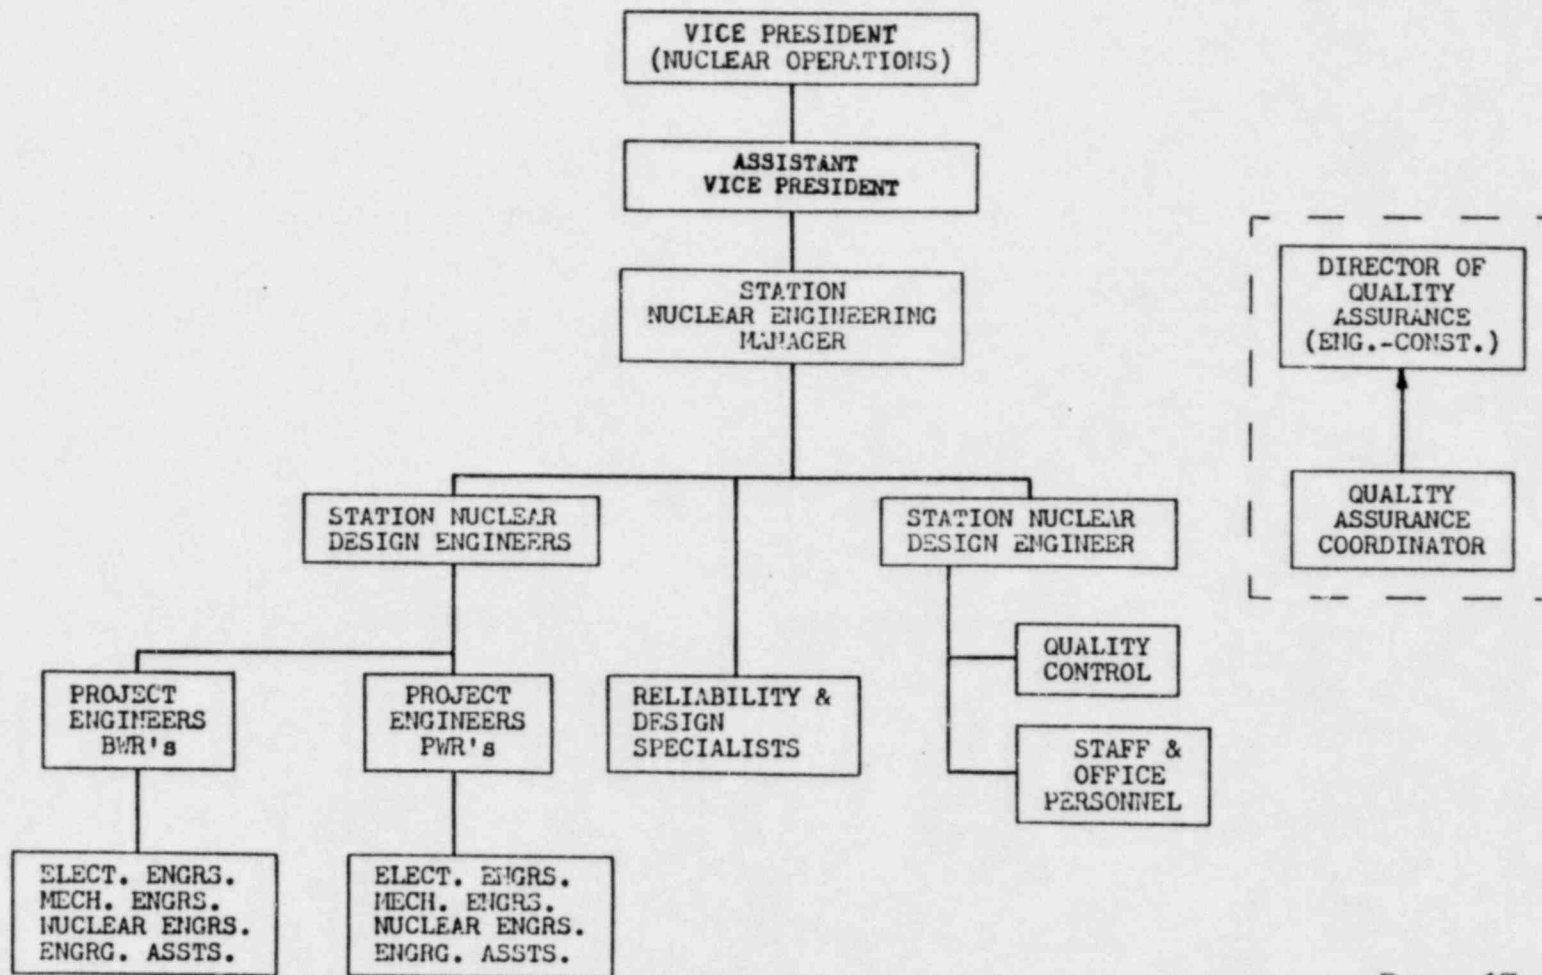 VICE PRESIDENT
(NUCLEAR OPERATIONS)
ASSISTANT
VICE PRESIDENT
STATION
NUCLEAR ENGINEERING
MANAGER
DIRECTOR OF
QUALITY
ASSURANCE
(ENG.-CONST.)
QUALITY
ASSURANCE
COORDINATOR
STATION NUCLEAR
DESIGN ENGINEERS
STATION NUCLEAR
DESIGN ENGINEER
QUALITY
CONTROL
STAFF &
OFFICE
PERSONNEL
PROJECT
ENGINEERS
BWR's
PROJECT
ENGINEERS
PWR's
RELIABILITY &
DESIGN
SPECIALISTS
ELECT. ENGRS.
MECH. ENGRS.
NUCLEAR ENGRS.
ENGRG. ASSTS.
ELECT. ENGRS.
MECH. ENGRS.
NUCLEAR ENGRS.
ENGRG. ASSTS.